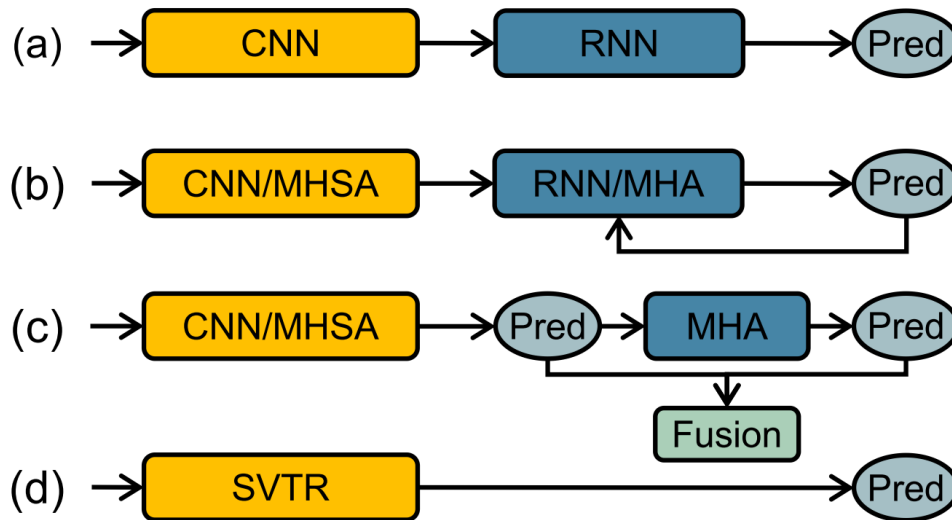 (a) CNN RNN Pred
(b) CNN/MHSA RNN/MHA Pred
(c) CNN/MHSA Pred MHA Pred
Fusion
(d) SVTR Pred